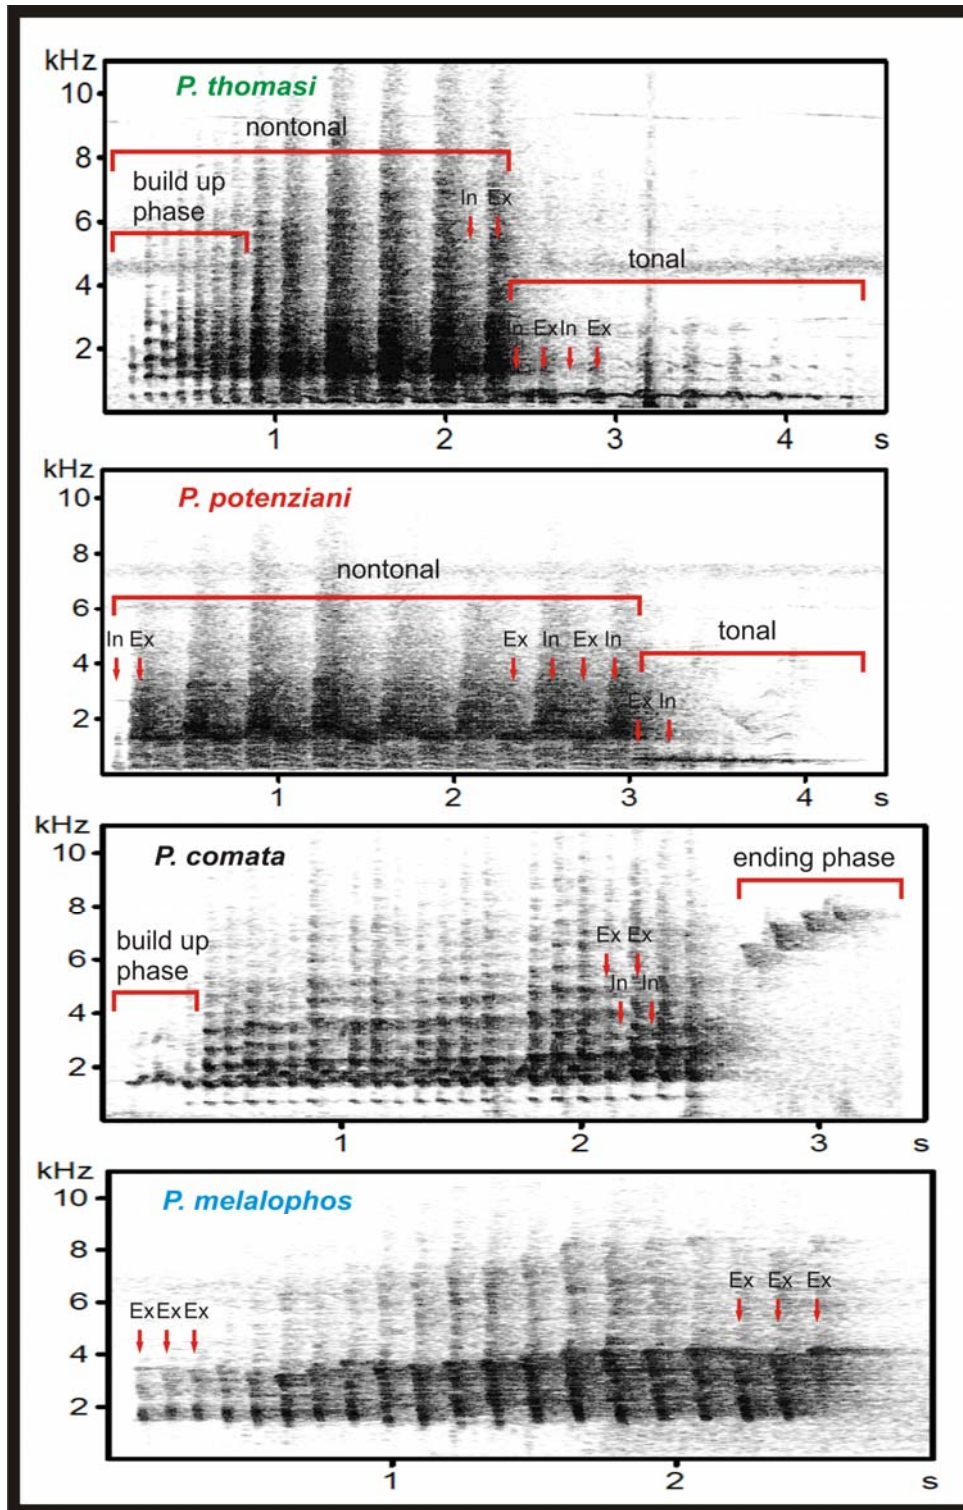 kHz
P. thomasi
10
nontonal
8
build up
phase
In Ex
6
tonal
4
In Ex In Ex
2
1 2 3 4 s
kHz
P. potenziani
10
8
nontonal
6
tonal
In Ex Ex In Ex In
4
Ex In
2
1 2 3 4 s
kHz
P. comata
ending phase
10
8
build up
phase
Ex Ex
6
In In
4
2
1 2 3 s
kHz
P. melalophos
10
8
Ex Ex Ex
6
Ex Ex Ex
4
2
1 2 s